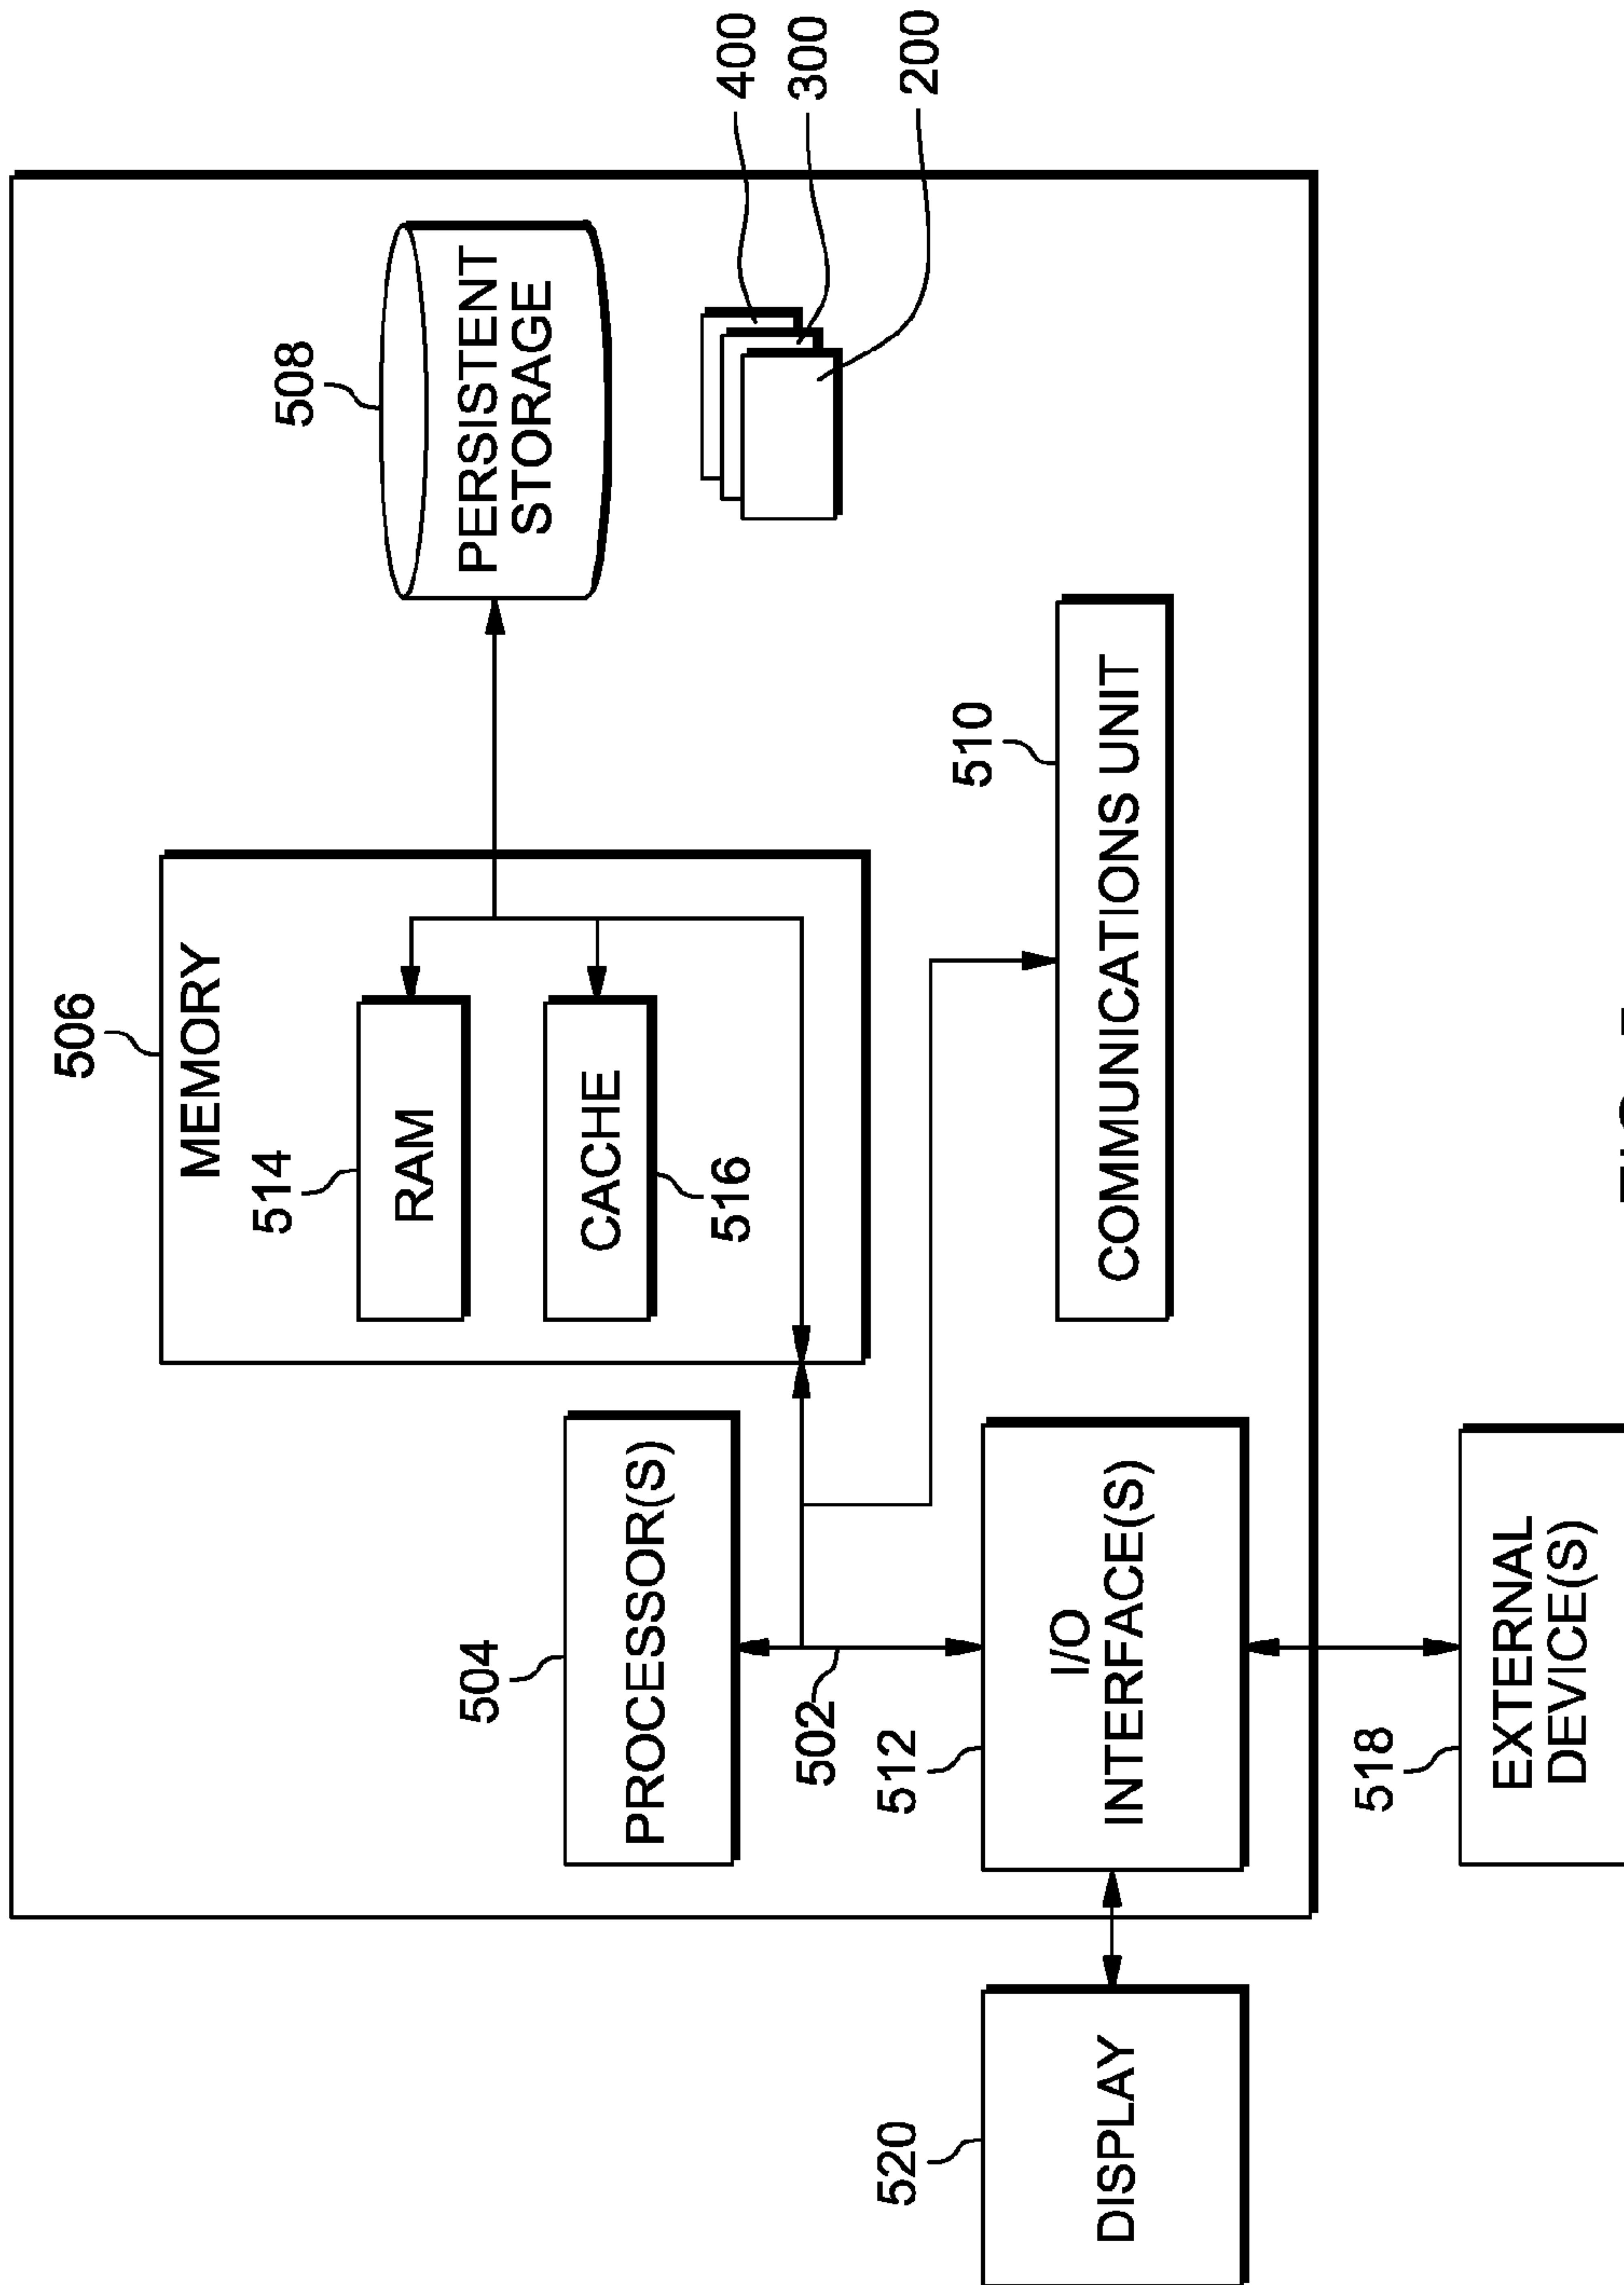 506
MEMORY
514
RAM
508
PERSISTENT
STORAGE
504
PROCESSOR(S)
CACHE
516
400
300
200
502
512
520
510
DISPLAY
I/O
INTERFACE(S)
COMMUNICATIONS UNIT
518
EXTERNAL
DEVICE(S)